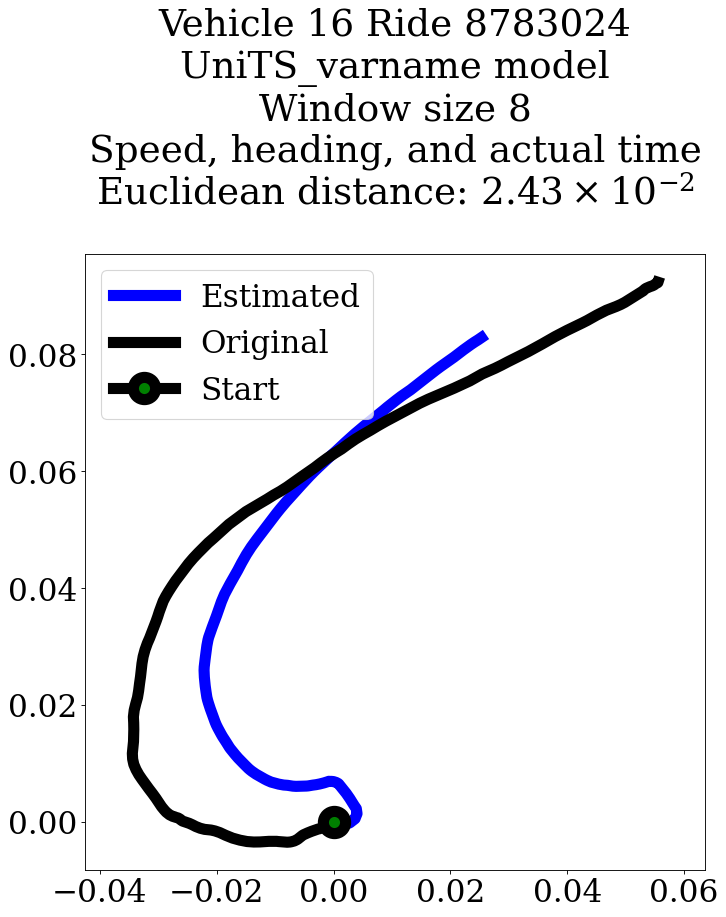 Vehicle 16 Ride 8783024
UniTS_varname model
Window size 8
Speed, heading, and actual time
Euclidean distance: 2.43 × 10⁻²
Estimated
Original
Start
0.08
0.06
0.04
0.02
0.00
−0.04 −0.02 0.00 0.02 0.04 0.06